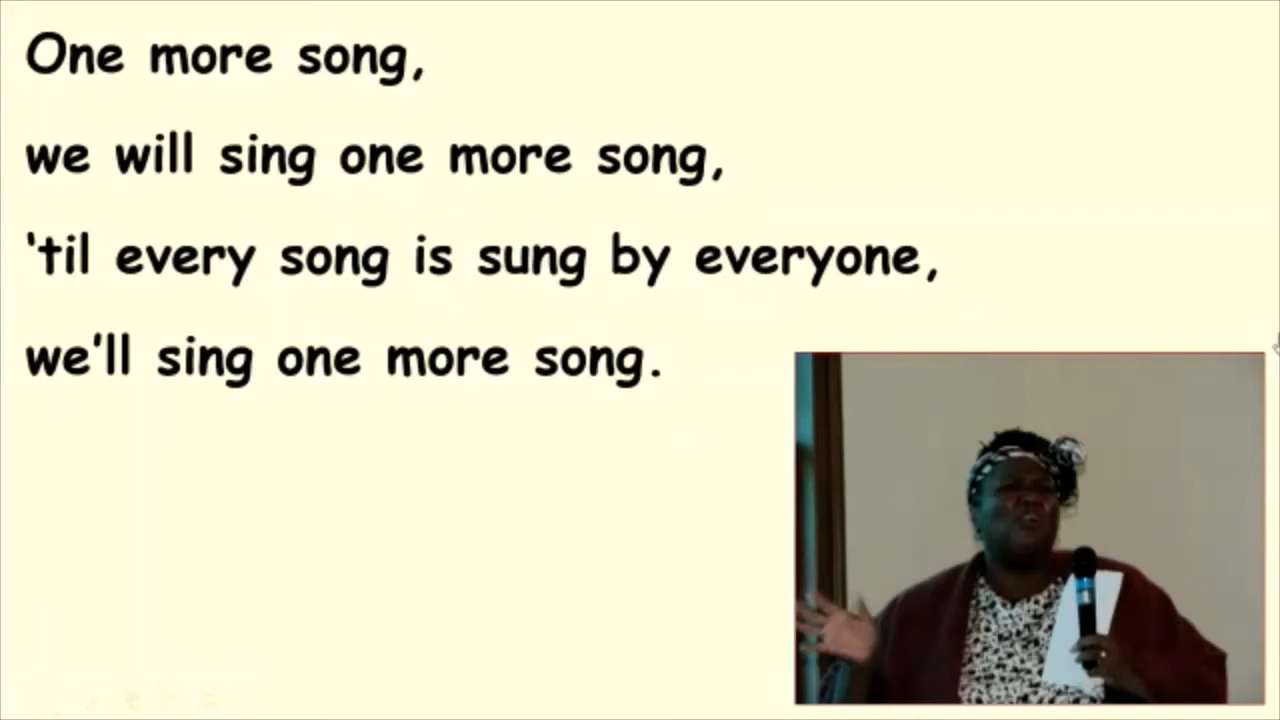 One more song,
we will sing one more song,
‘til every song is sung by everyone,
we'll sing one more song.